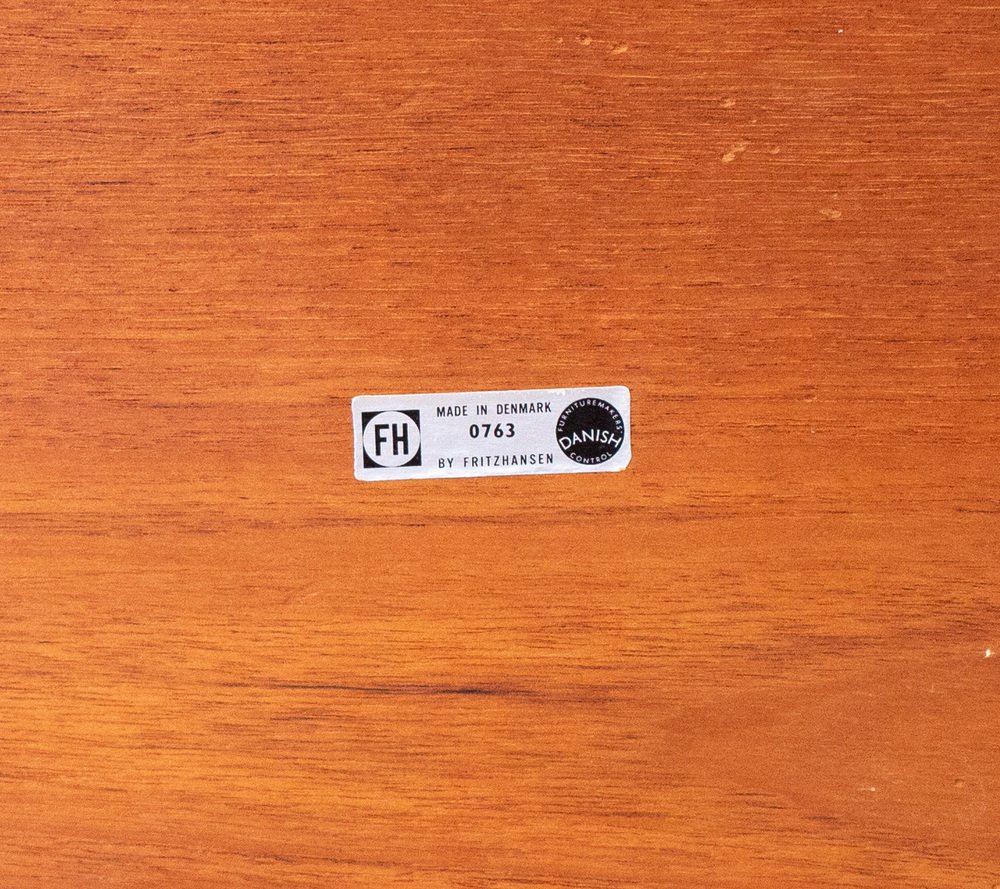 FH
MADE IN DENMARK
0763
BY FRITZHANSEN
FURNITUREMAKERS'
DANISH
CONTROL